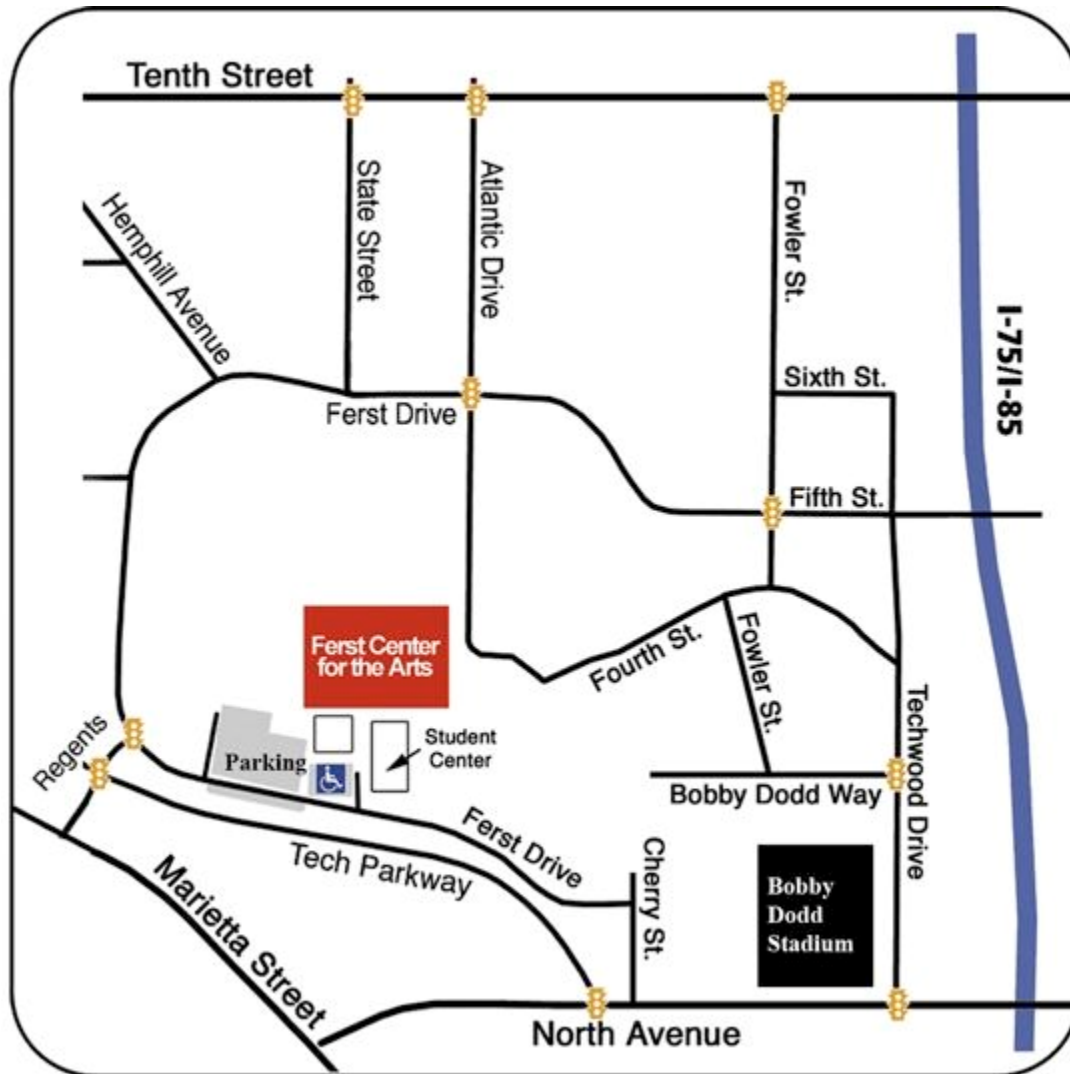 Tenth Street
State Street
Atlantic Drive
Fowler St.
Hemphill Avenue
I-75/I-85
Sixth St.
Ferst Drive
Fifth St.
Ferst Center
for the Arts
Fourth St.
Fowler St.
Techwood Drive
Regents
Parking
Student
Center
Bobby Dodd Way
Ferst Drive
Tech Parkway
Cherry St.
Marietta Street
Bobby
Dodd
Stadium
North Avenue